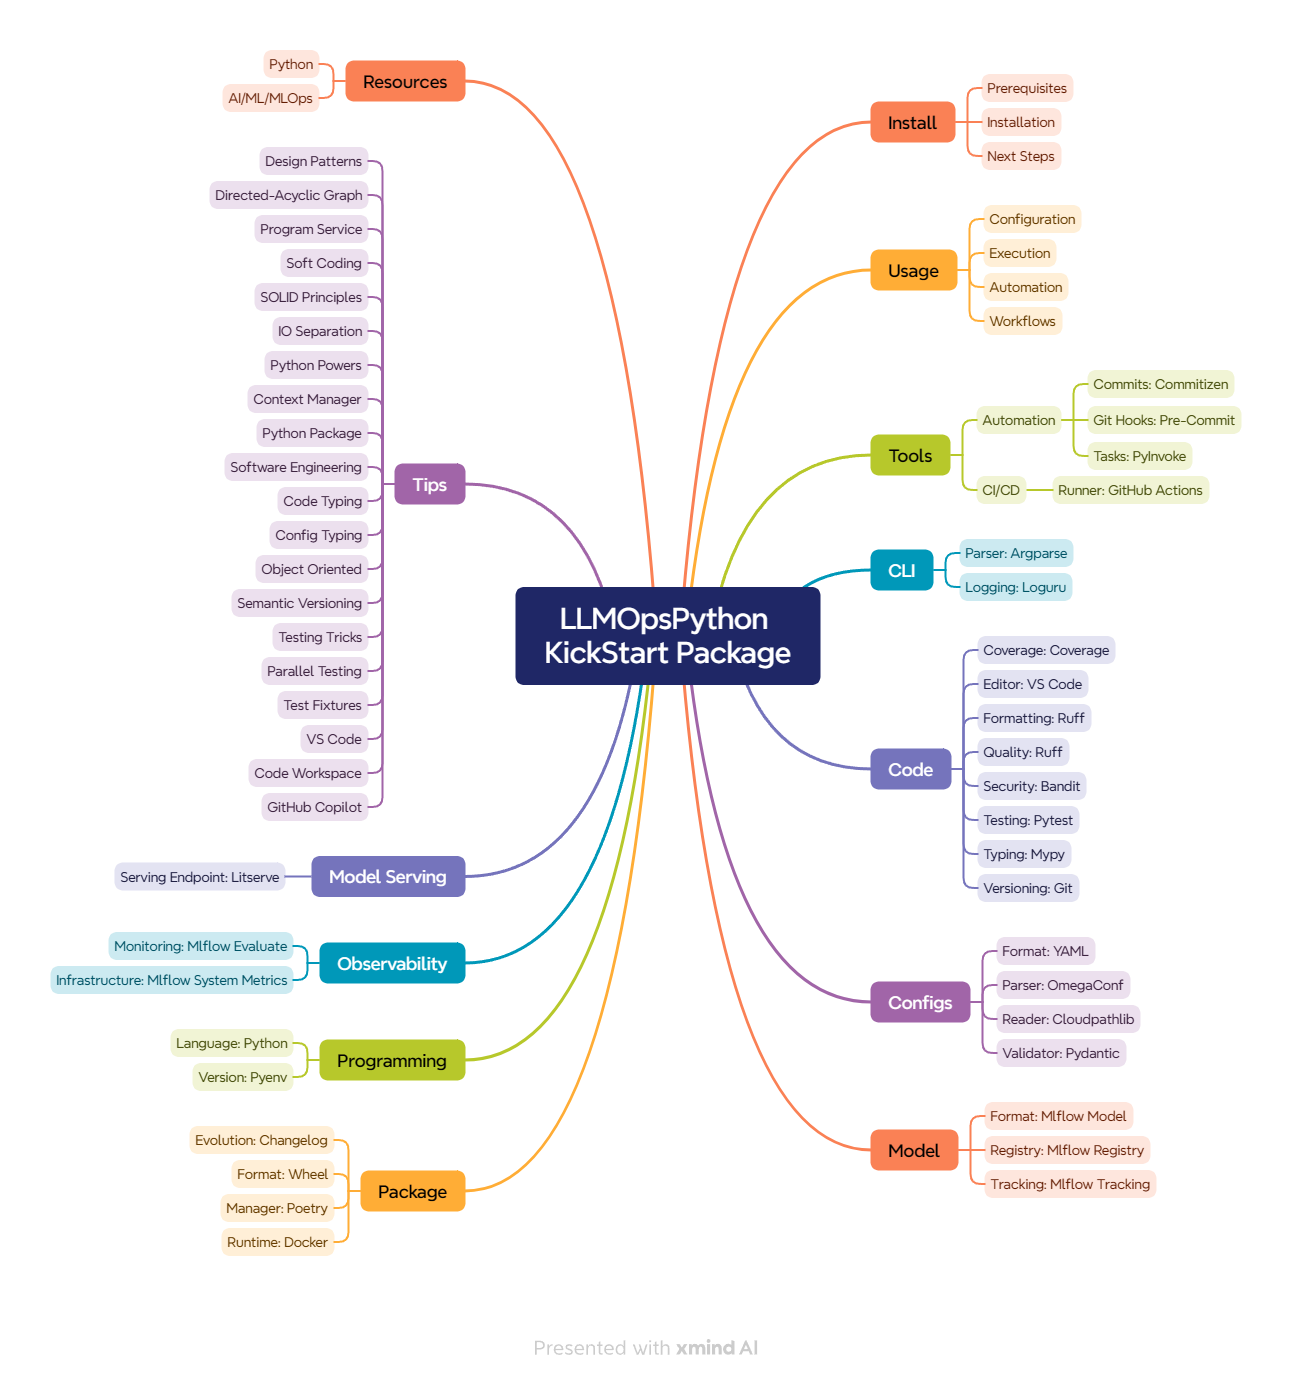 LLMOpsPython
KickStart Package
Install
Prerequisites
Installation
Next Steps
Usage
Configuration
Execution
Automation
Workflows
Tools
Automation
Commits: Commitizen
Git Hooks: Pre-Commit
Tasks: PyInvoke
CI/CD
Runner: GitHub Actions
CLI
Parser: Argparse
Logging: Loguru
Code
Coverage: Coverage
Editor: VS Code
Formatting: Ruff
Quality: Ruff
Security: Bandit
Testing: Pytest
Typing: Mypy
Versioning: Git
Configs
Format: YAML
Parser: OmegaConf
Reader: Cloudpathlib
Validator: Pydantic
Model
Format: Mlflow Model
Registry: Mlflow Registry
Tracking: Mlflow Tracking
Resources
Python
AI/ML/MLOps
Tips
Design Patterns
Directed-Acyclic Graph
Program Service
Soft Coding
SOLID Principles
IO Separation
Python Powers
Context Manager
Python Package
Software Engineering
Code Typing
Config Typing
Object Oriented
Semantic Versioning
Testing Tricks
Parallel Testing
Test Fixtures
VS Code
Code Workspace
GitHub Copilot
Model Serving
Serving Endpoint: Litserve
Observability
Monitoring: Mlflow Evaluate
Infrastructure: Mlflow System Metrics
Programming
Language: Python
Version: Pyenv
Package
Evolution: Changelog
Format: Wheel
Manager: Poetry
Runtime: Docker
Presented with xmind AI